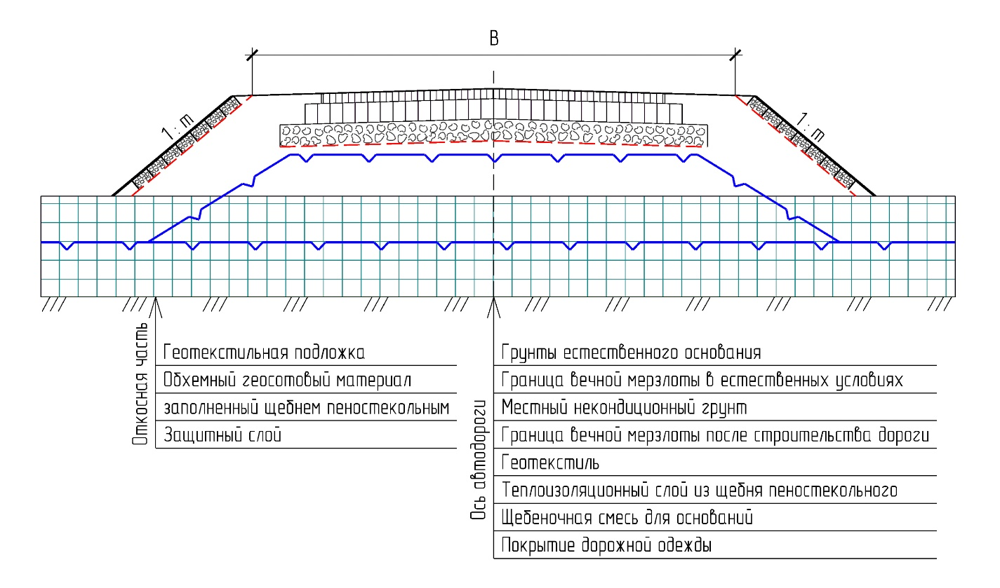 В
1 : m
1 : m
Откосная часть
Геотекстильная подложка
Обхемный геосотовый материал
заполненный щебнем пеностекольным
Защитный слой
Ось автодороги
Грунты естественного основания
Граница вечной мерзлоты в естественных условиях
Местный некондиционный грунт
Граница вечной мерзлоты после строительства дороги
Геотекстиль
Теплоизоляционный слой из щебня пеностекольного
Щебеночная смесь для оснований
Покрытие дорожной одежды